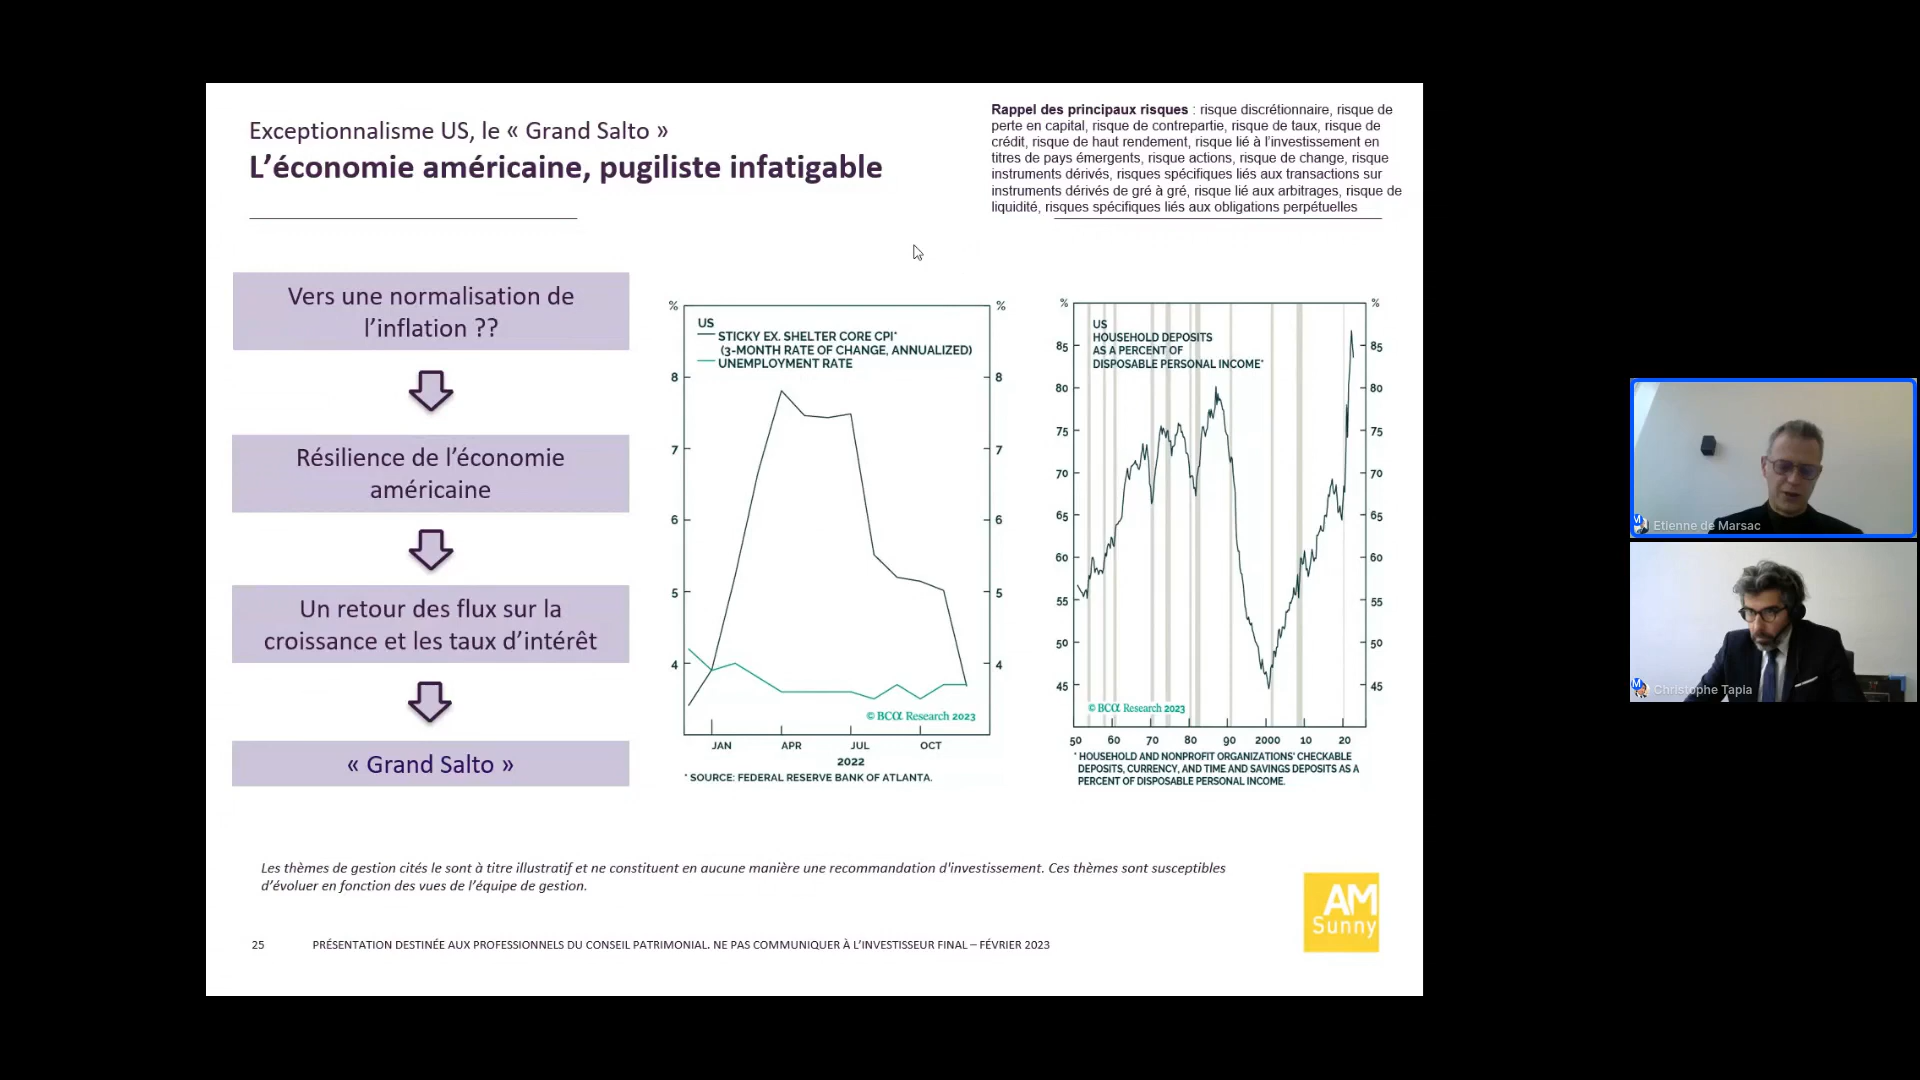 Exceptionnalisme US, le « Grand Salto »
L’économie américaine, pugiliste infatigable
Rappel des principaux risques : risque discrétionnaire, risque de
perte en capital, risque de contrepartie, risque de taux, risque de
crédit, risque de haut rendement, risque lié à l’investissement en
titres de pays émergents, risque actions, risque de change, risque
instruments dérivés, risques spécifiques liés aux transactions sur
instruments dérivés de gré à gré, risque lié aux arbitrages, risque de
liquidité, risques spécifiques liés aux obligations perpétuelles
Vers une normalisation de
l’inflation ??
Résilience de l’économie
américaine
Un retour des flux sur la
croissance et les taux d’intérêt
« Grand Salto »
% %
US
STICKY EX. SHELTER CORE CPI*
(3-MONTH RATE OF CHANGE, ANNUALIZED)
UNEMPLOYMENT RATE
8 8
7 7
6 6
5 5
4 4
© BCα Research 2023
JAN APR JUL OCT
2022
* SOURCE: FEDERAL RESERVE BANK OF ATLANTA.
% %
US
HOUSEHOLD DEPOSITS
AS A PERCENT OF
DISPOSABLE PERSONAL INCOME*
85 85
80 80
75 75
70 70
65 65
60 60
55 55
50 50
45 45
© BCα Research 2023
50 60 70 80 90 2000 10 20
* HOUSEHOLD AND NONPROFIT ORGANIZATIONS' CHECKABLE
DEPOSITS, CURRENCY, AND TIME AND SAVINGS DEPOSITS AS A
PERCENT OF DISPOSABLE PERSONAL INCOME.
Les thèmes de gestion cités le sont à titre illustratif et ne constituent en aucune manière une recommandation d'investissement. Ces thèmes sont susceptibles
d’évoluer en fonction des vues de l’équipe de gestion.
AM
Sunny
25 PRÉSENTATION DESTINÉE AUX PROFESSIONNELS DU CONSEIL PATRIMONIAL. NE PAS COMMUNIQUER À L’INVESTISSEUR FINAL – FÉVRIER 2023
M
Etienne de Marsac
M
Christophe Tapia